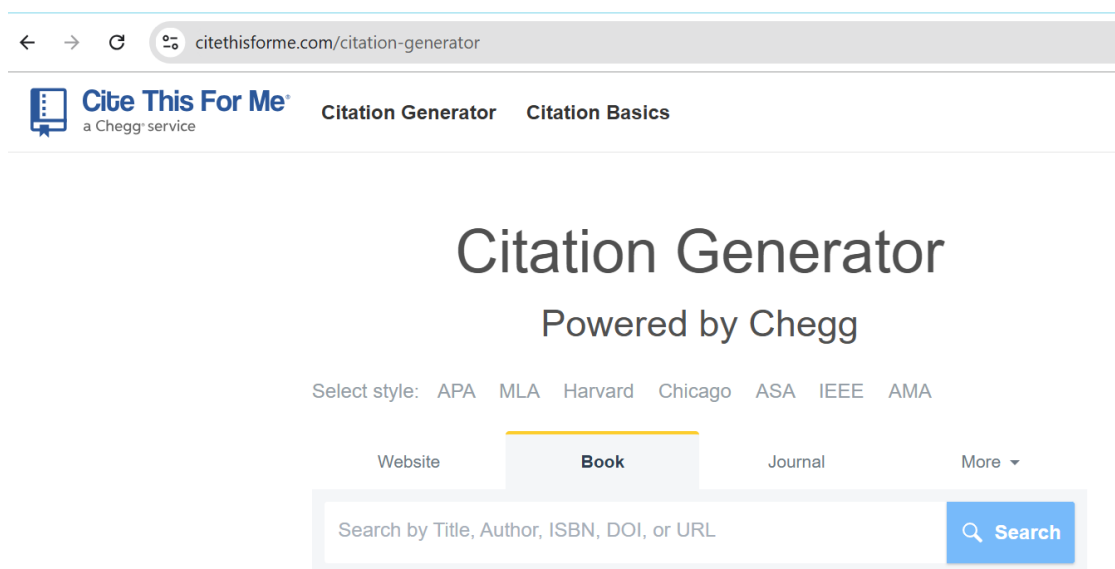 citethisforme.com/citation-generator
Cite This For Me®
a Chegg® service
Citation Generator Citation Basics
Citation Generator
Powered by Chegg
Select style: APA MLA Harvard Chicago ASA IEEE AMA
Website Book Journal More
Search by Title, Author, ISBN, DOI, or URL Search